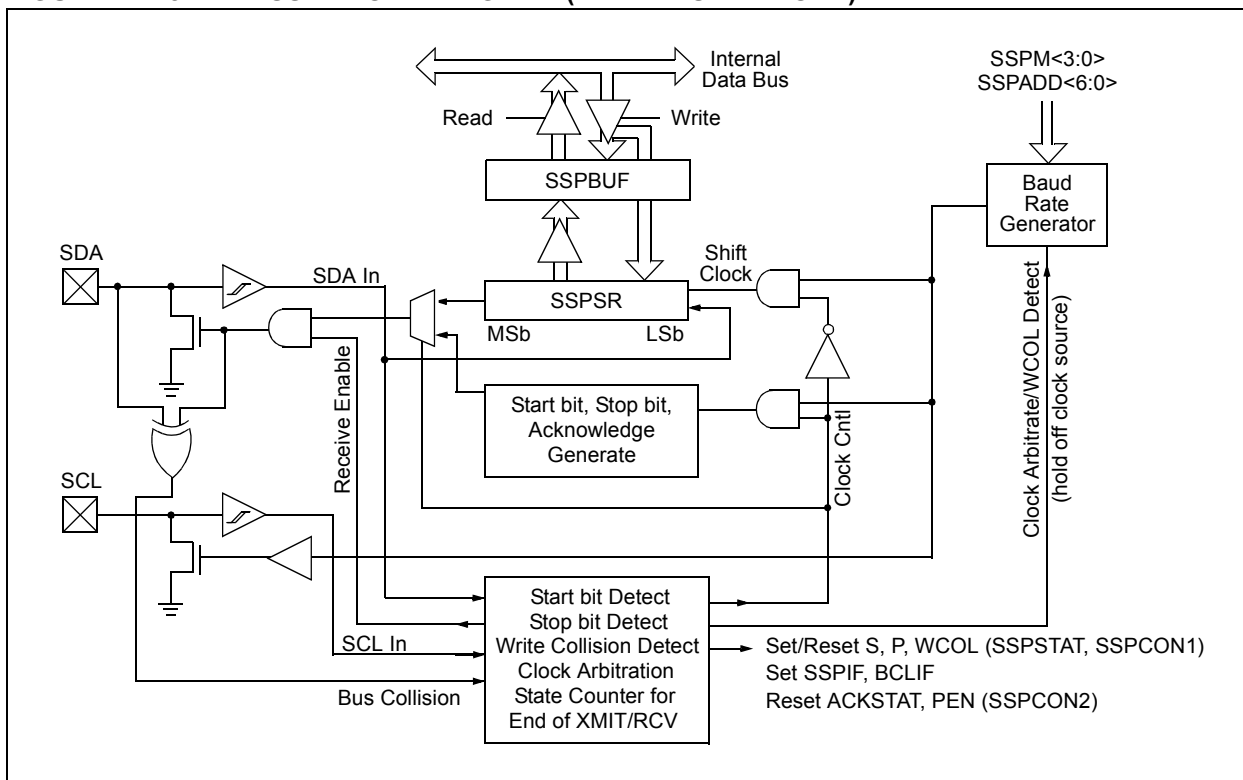 Internal
Data Bus
Read
Write
SSPM<3:0>
SSPADD<6:0>
SSPBUF
Baud
Rate
Generator
SDA
SDA In
Shift
Clock
SSPSR
MSb
LSb
Receive Enable
Start bit, Stop bit,
Acknowledge
Generate
Clock Cntl
Clock Arbitrate/WCOL Detect
(hold off clock source)
SCL
SCL In
Bus Collision
Start bit Detect
Stop bit Detect
Write Collision Detect
Clock Arbitration
State Counter for
End of XMIT/RCV
Set/Reset S, P, WCOL (SSPSTAT, SSPCON1)
Set SSPIF, BCLIF
Reset ACKSTAT, PEN (SSPCON2)